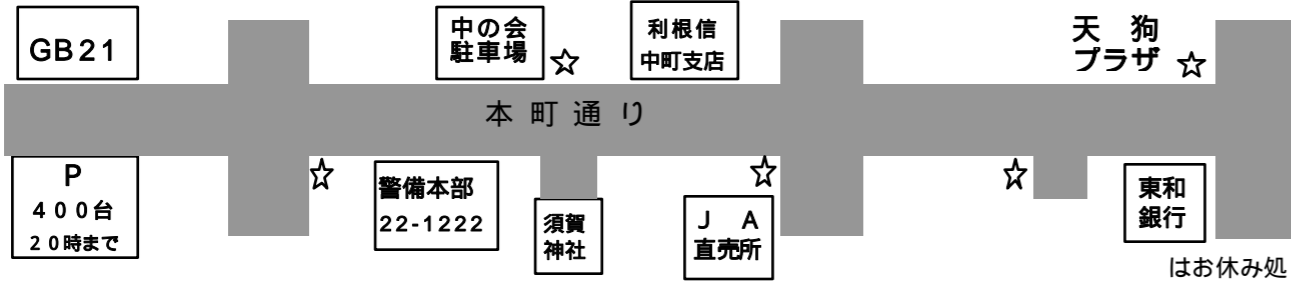 GB21
中の会
駐車場
☆
利根信
中町支店
天 狗
プラザ ☆
本町通り
P
400台
20時まで
☆
警備本部
22-1222
須賀
神社
☆
J A
直売所
☆
東和
銀行
はお休み処